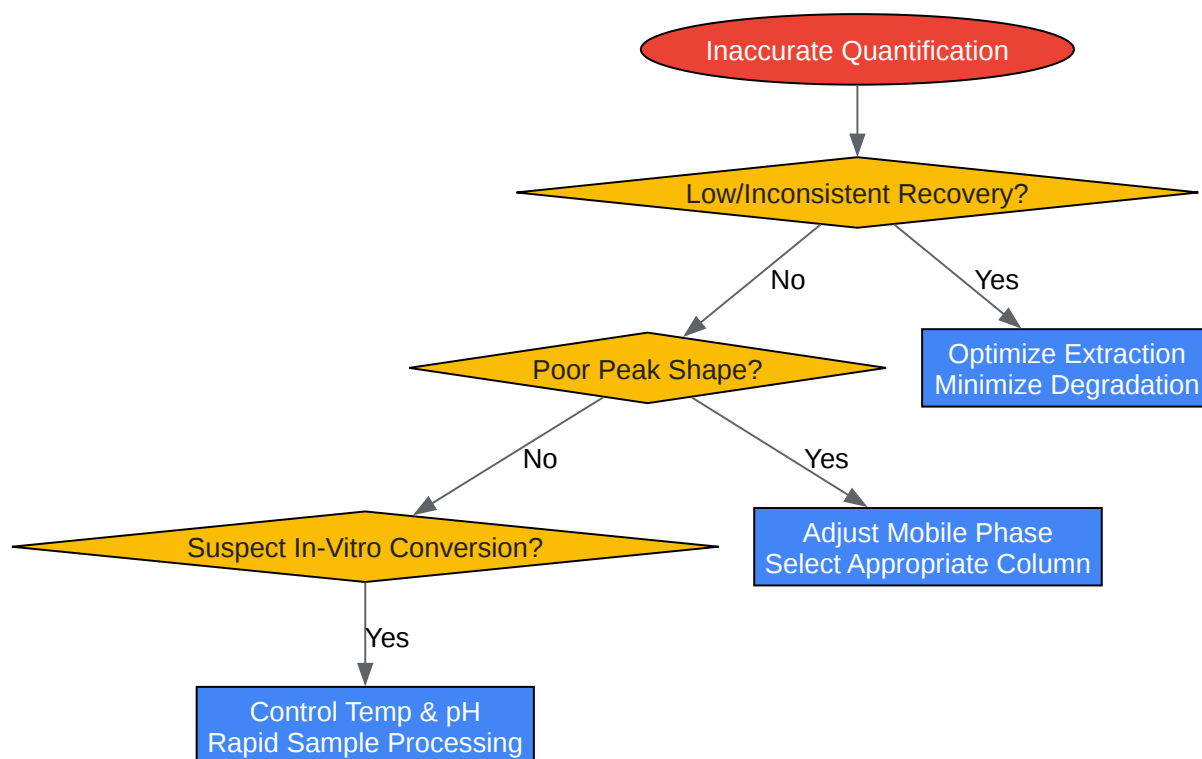 Inaccurate Quantification
Low/Inconsistent Recovery?
No
Yes
Optimize Extraction
Minimize Degradation
Poor Peak Shape?
No
Yes
Adjust Mobile Phase
Select Appropriate Column
Suspect In-Vitro Conversion?
Yes
Control Temp & pH
Rapid Sample Processing